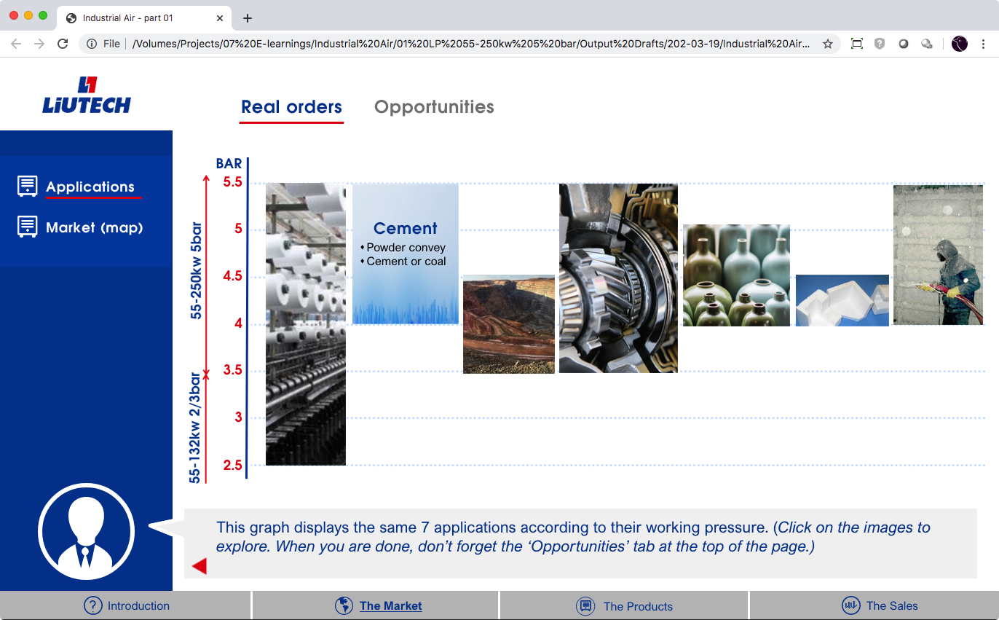 Industrial Air - part 01
File
/Volumes/Projects/07%20E-learnings/Industrial%20Air/01%20LP%2055-250kw%205%20bar/Output%20Drafts/202-03-19/Industrial%20Air...
LiUTECH
Real orders
Opportunities
Applications
Market (map)
BAR
5.5
5
4.5
4
3.5
3
2.5
55-250kw 5bar
55-132kw 2/3bar
Cement
⬧ Powder convey
⬧ Cement or coal
This graph displays the same 7 applications according to their working pressure. (Click on the images to
explore. When you are done, don’t forget the ‘Opportunities’ tab at the top of the page.)
Introduction
The Market
The Products
The Sales